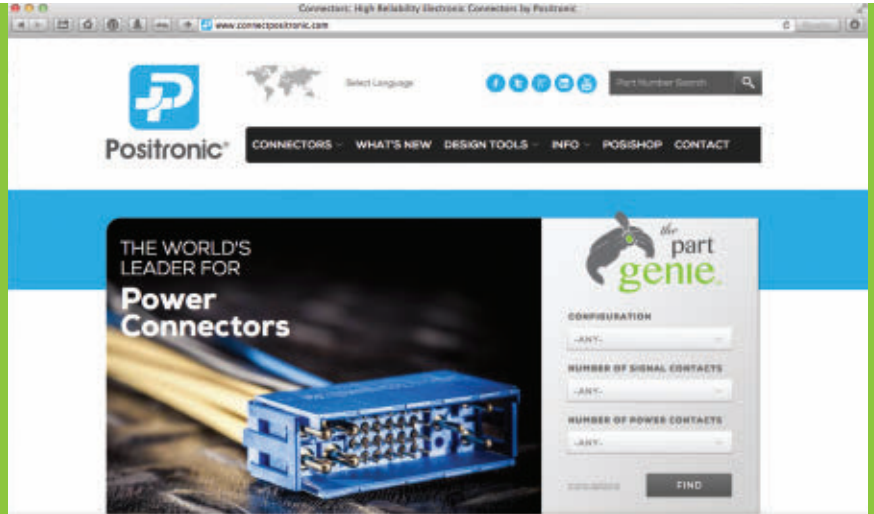 Connectors: High Reliability Electronic Connectors by Positronic
www.connectpositronic.com
Positronic®
Select Language
Part Number Search
CONNECTORS WHAT'S NEW DESIGN TOOLS INFO POSISHOP CONTACT
THE WORLD'S
LEADER FOR
Power
Connectors
the
part
genie
CONFIGURATION
-ANY-
NUMBER OF SIGNAL CONTACTS
-ANY-
NUMBER OF POWER CONTACTS
-ANY-
FIND